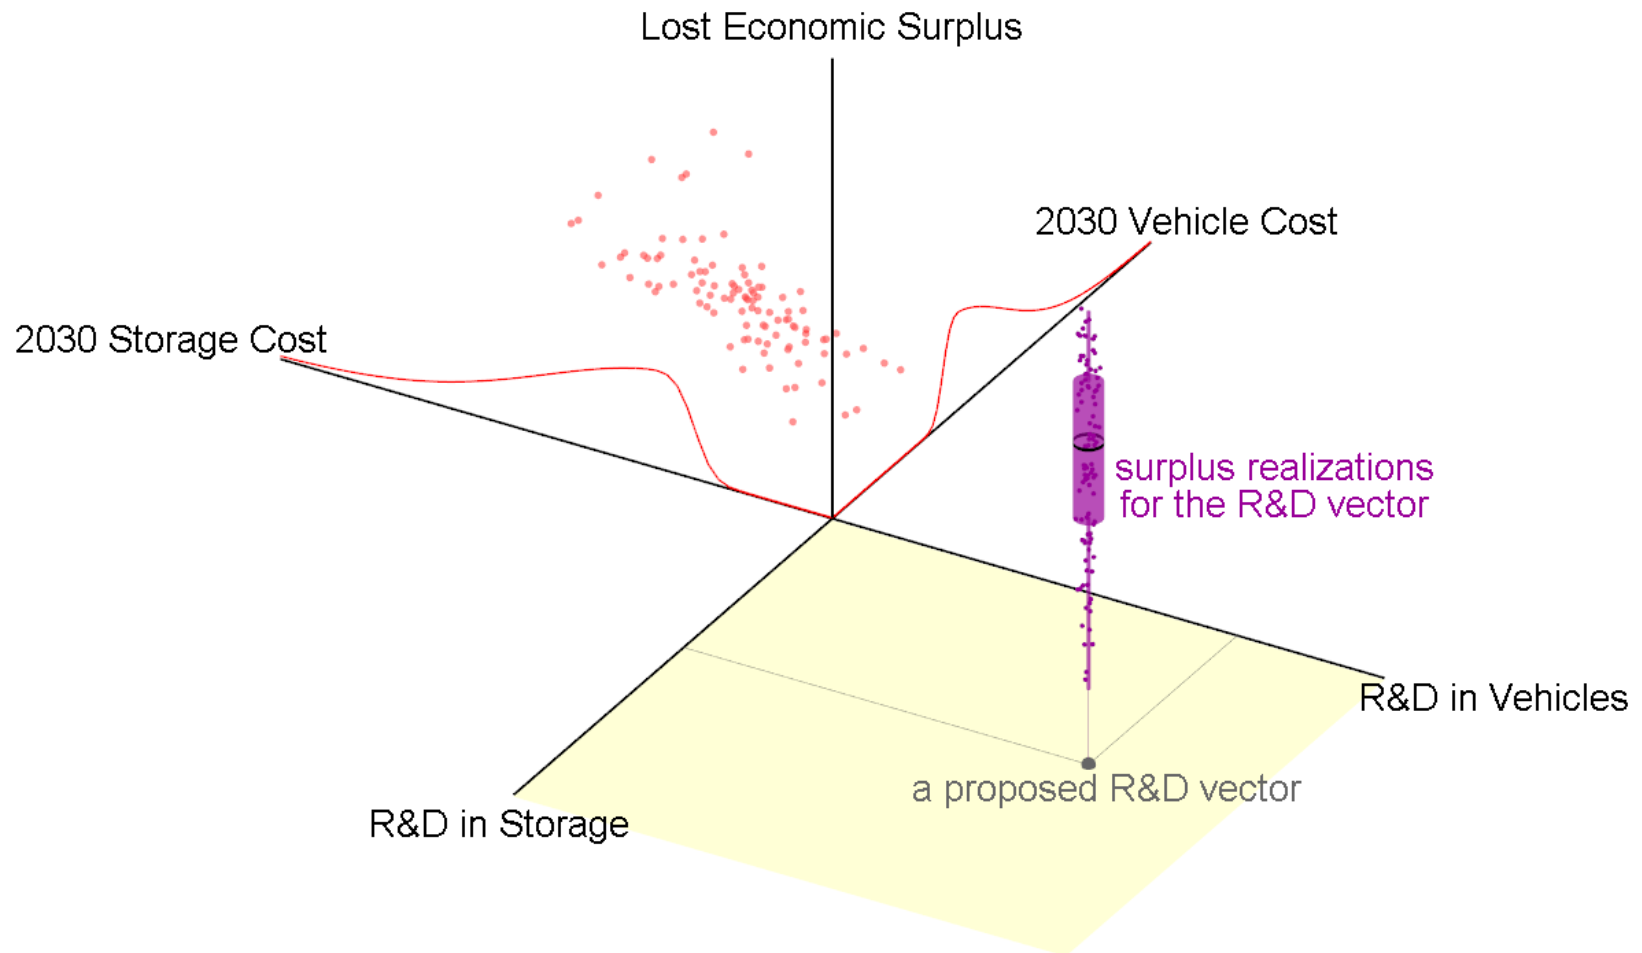 Lost Economic Surplus
2030 Vehicle Cost
2030 Storage Cost
surplus realizations
for the R&D vector
R&D in Vehicles
a proposed R&D vector
R&D in Storage